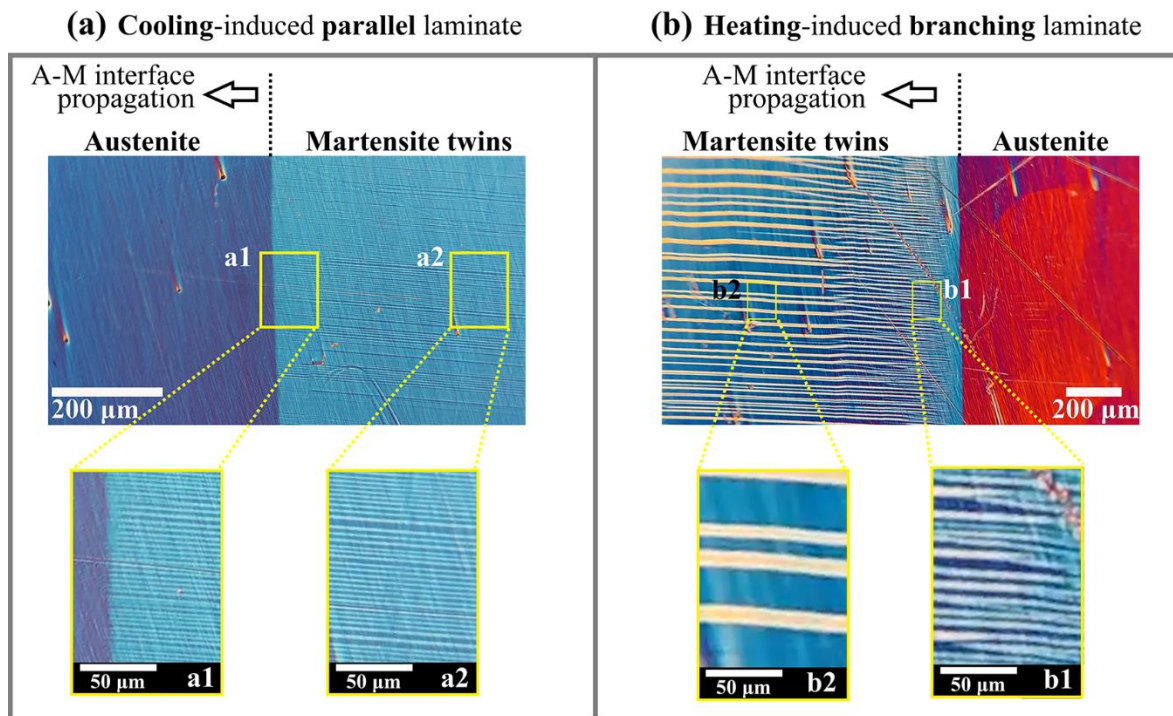 (a) Cooling-induced parallel laminate
A-M interface
propagation
Austenite
Martensite twins
a1
a2
200 μm
50 μm
a1
50 μm
a2
(b) Heating-induced branching laminate
A-M interface
propagation
Martensite twins
Austenite
b2
b1
200 μm
50 μm
b2
50 μm
b1